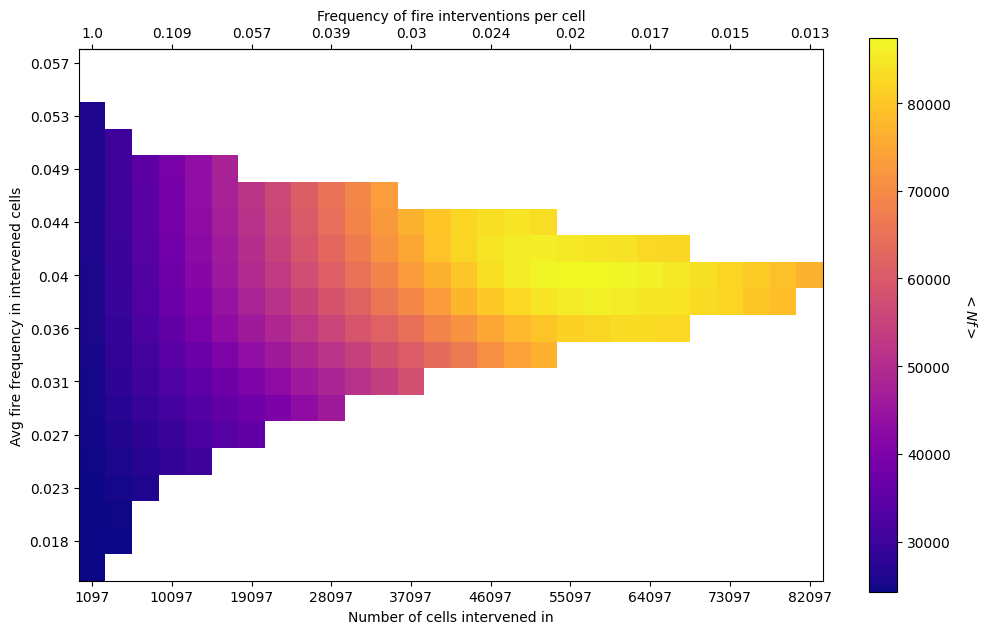 Frequency of fire interventions per cell
1.0 0.109 0.057 0.039 0.03 0.024 0.02 0.017 0.015 0.013
Avg fire frequency in intervened cells
0.057
0.053
0.049
0.044
0.04
0.036
0.031
0.027
0.023
0.018
1097 10097 19097 28097 37097 46097 55097 64097 73097 82097
Number of cells intervened in
80000
70000
60000
50000
40000
30000
< Nf >